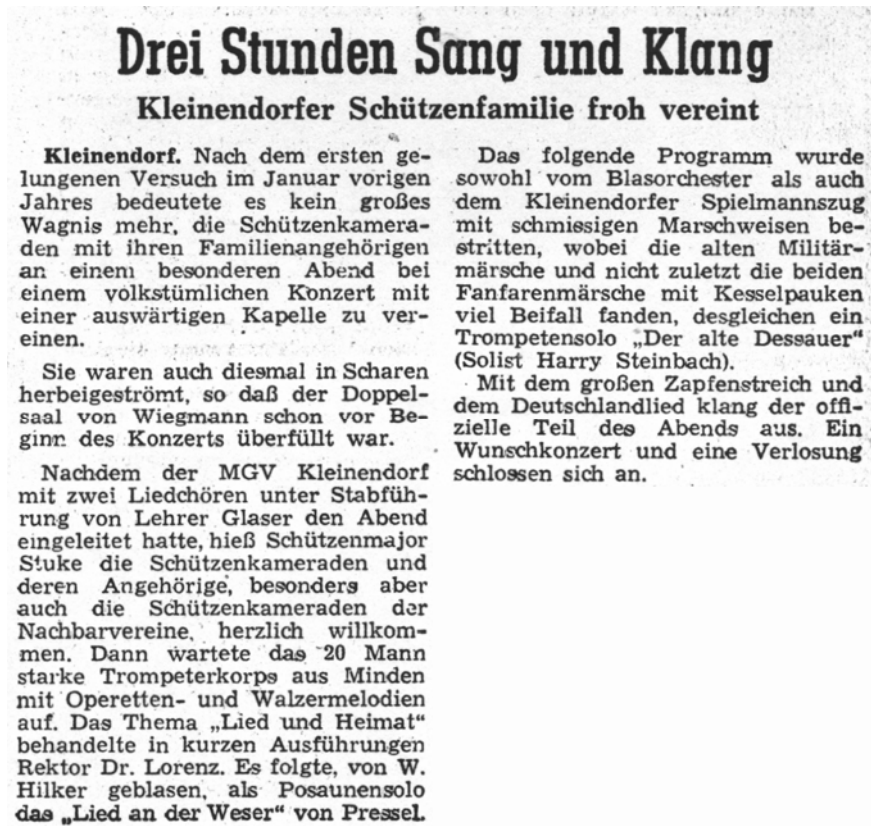 Drei Stunden Sang und Klang
Kleinendorfer Schützenfamilie froh vereint
Kleinendorf. Nach dem ersten ge-
lungenen Versuch im Januar vorigen
Jahres bedeutete es kein großes
Wagnis mehr, die Schützenkamera-
den mit ihren Familienangehörigen
an einem besonderen Abend bei
einem volkstümlichen Konzert mit
einer auswärtigen Kapelle zu ver-
einen.
Sie waren auch diesmal in Scharen
herbeigeströmt, so daß der Doppel-
saal von Wiegmann schon vor Be-
ginn des Konzerts überfüllt war.
Nachdem der MGV Kleinendorf
mit zwei Liedchören unter Stabfüh-
rung von Lehrer Glaser den Abend
eingeleitet hatte, hieß Schützenmajor
Stuke die Schützenkameraden und
deren Angehörige, besonders aber
auch die Schützenkameraden der
Nachbarvereine, herzlich willkom-
men. Dann wartete das 20 Mann
starke Trompeterkorps aus Minden
mit Operetten- und Walzermelodien
auf. Das Thema „Lied und Heimat“
behandelte in kurzen Ausführungen
Rektor Dr. Lorenz. Es folgte, von W.
Hilker geblasen, als Posaunensolo
das „Lied an der Weser“ von Pressel.
Das folgende Programm wurde
sowohl vom Blasorchester als auch
dem Kleinendorfer Spielmannszug
mit schmissigen Marschweisen be-
stritten, wobei die alten Militär-
märsche und nicht zuletzt die beiden
Fanfarenmärsche mit Kesselpauken
viel Beifall fanden, desgleichen ein
Trompetensolo „Der alte Dessauer“
(Solist Harry Steinbach).
Mit dem großen Zapfenstreich und
dem Deutschlandlied klang der offi-
zielle Teil des Abends aus. Ein
Wunschkonzert und eine Verlosung
schlossen sich an.